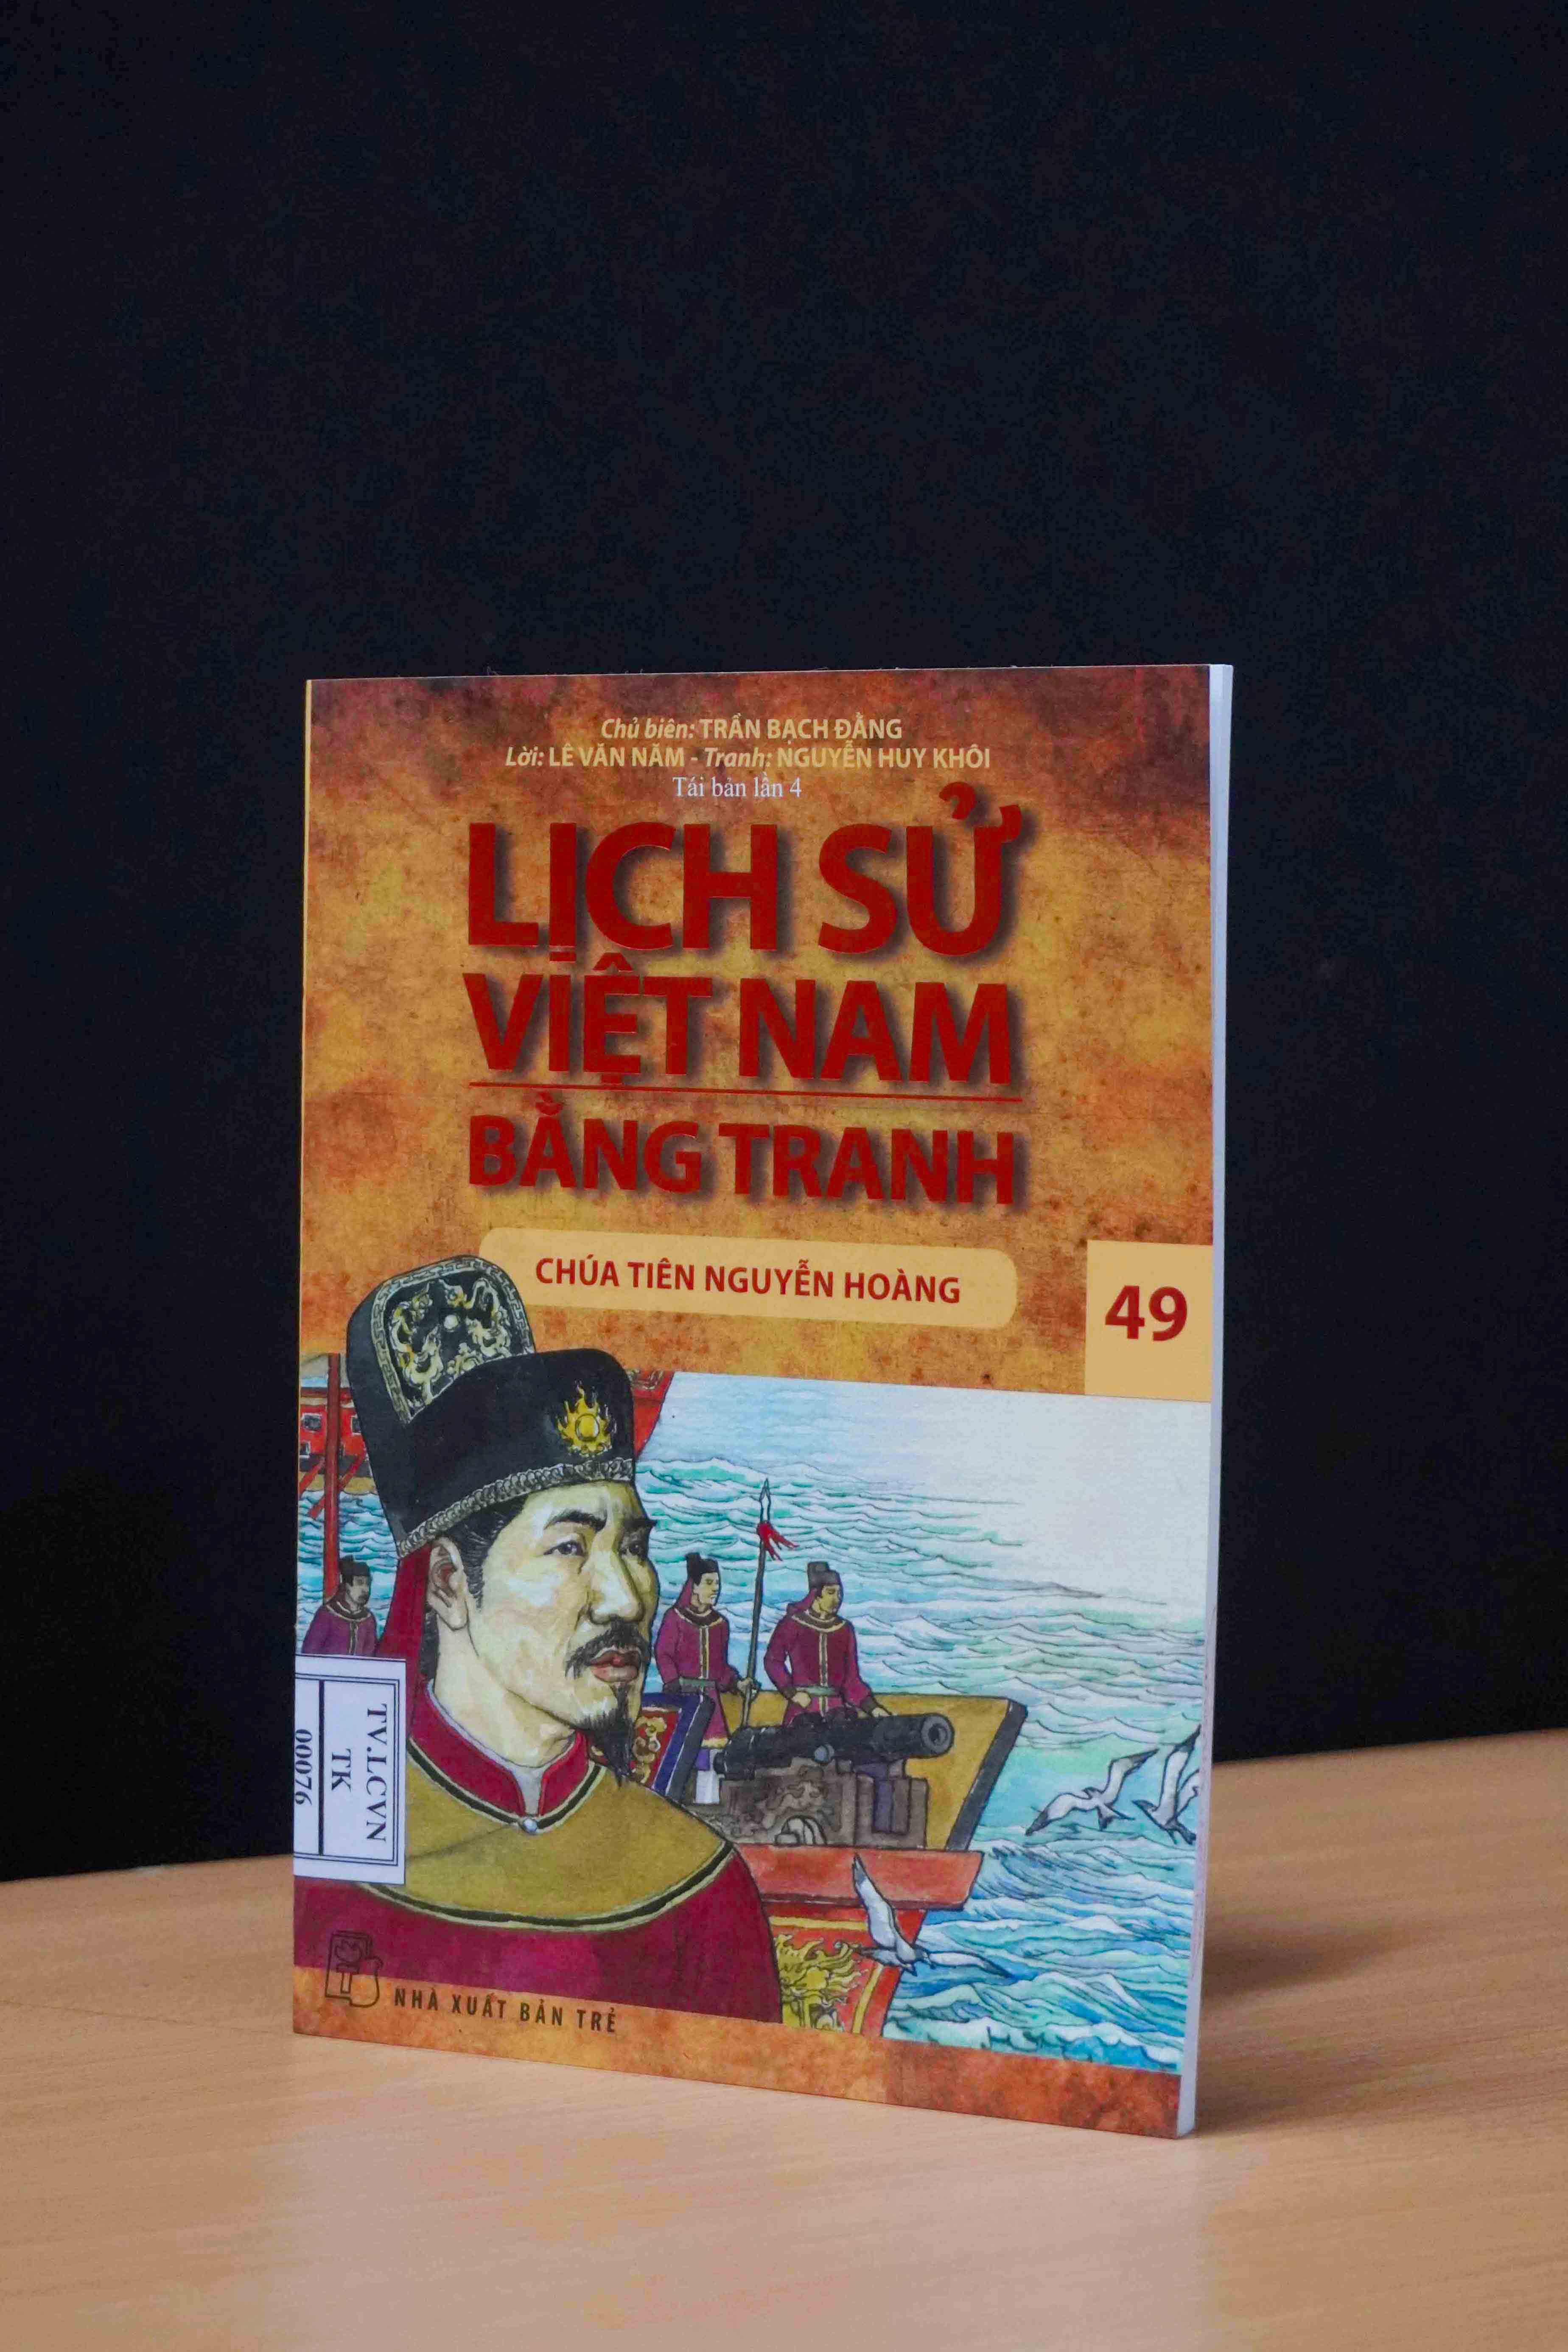 Chủ biên: TRẦN BẠCH ĐẰNG
Lời: LÊ VĂN NĂM - Tranh: NGUYỄN HUY KHÔI
Tái bản lần 4
LỊCH SỬ
VIỆT NAM
BẰNG TRANH
CHÚA TIÊN NGUYỄN HOÀNG
49
TV.LCVN
TK
00076
NHÀ XUẤT BẢN TRẺ